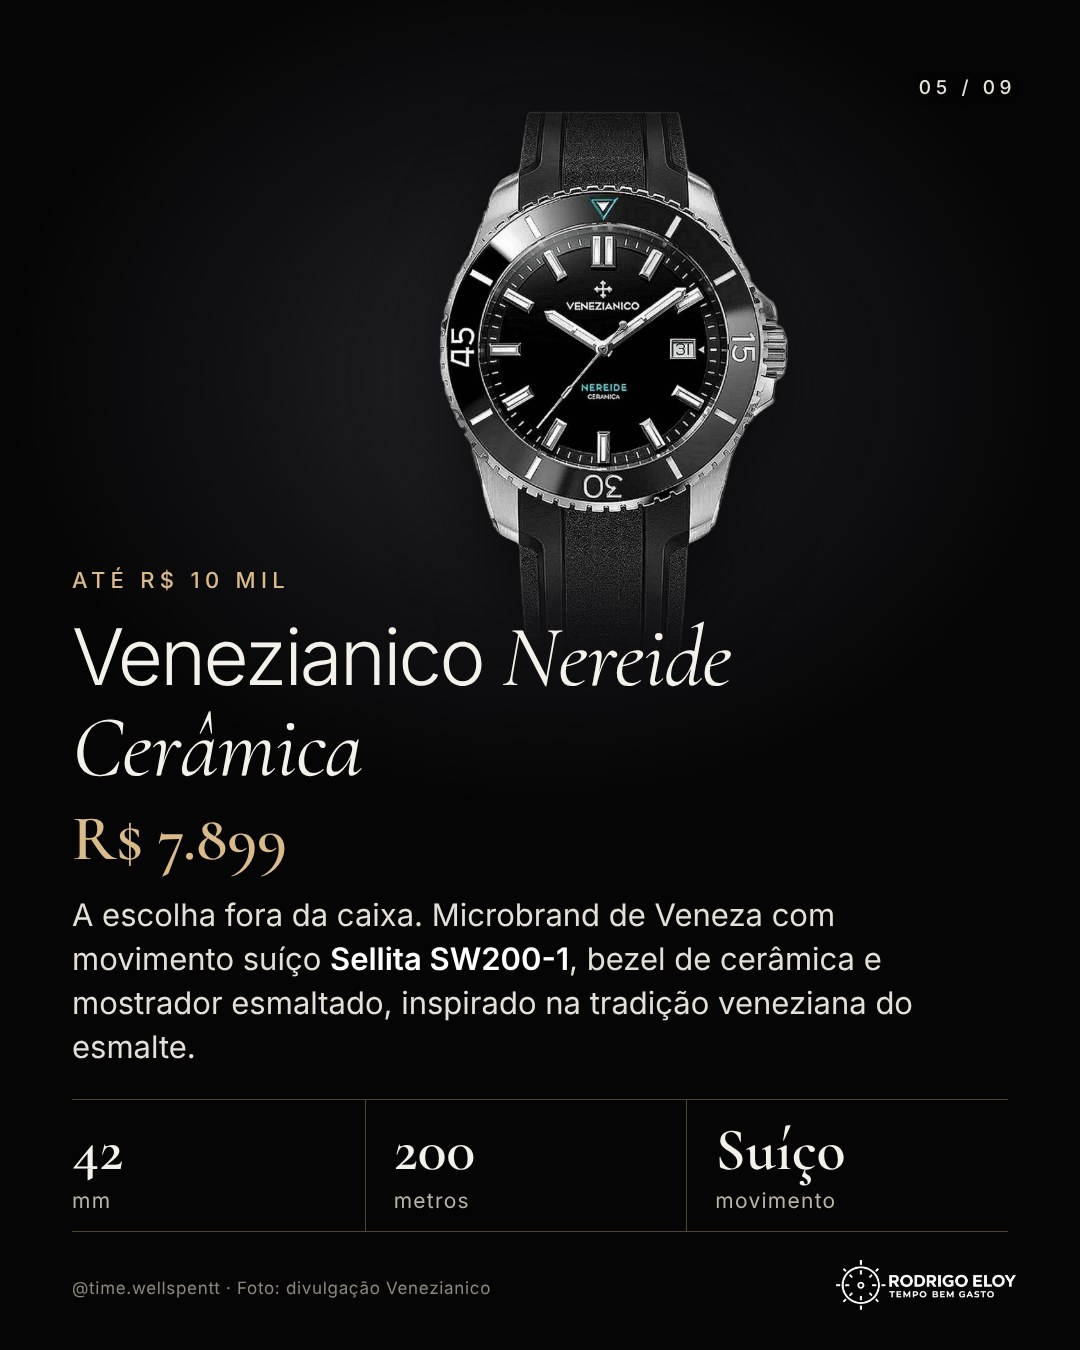 05 / 09
VENEZIANICO
45
15
31
NEREIDE
CERAMICA
30
ATÉ R$ 10 MIL
Venezianico Nereide
Cerâmica
R$ 7.899
A escolha fora da caixa. Microbrand de Veneza com
movimento suíço Sellita SW200-1, bezel de cerâmica e
mostrador esmaltado, inspirado na tradição veneziana do
esmalte.
42
mm
200
metros
Suíço
movimento
@time.wellspentt · Foto: divulgação Venezianico
RODRIGO ELOY
TEMPO BEM GASTO